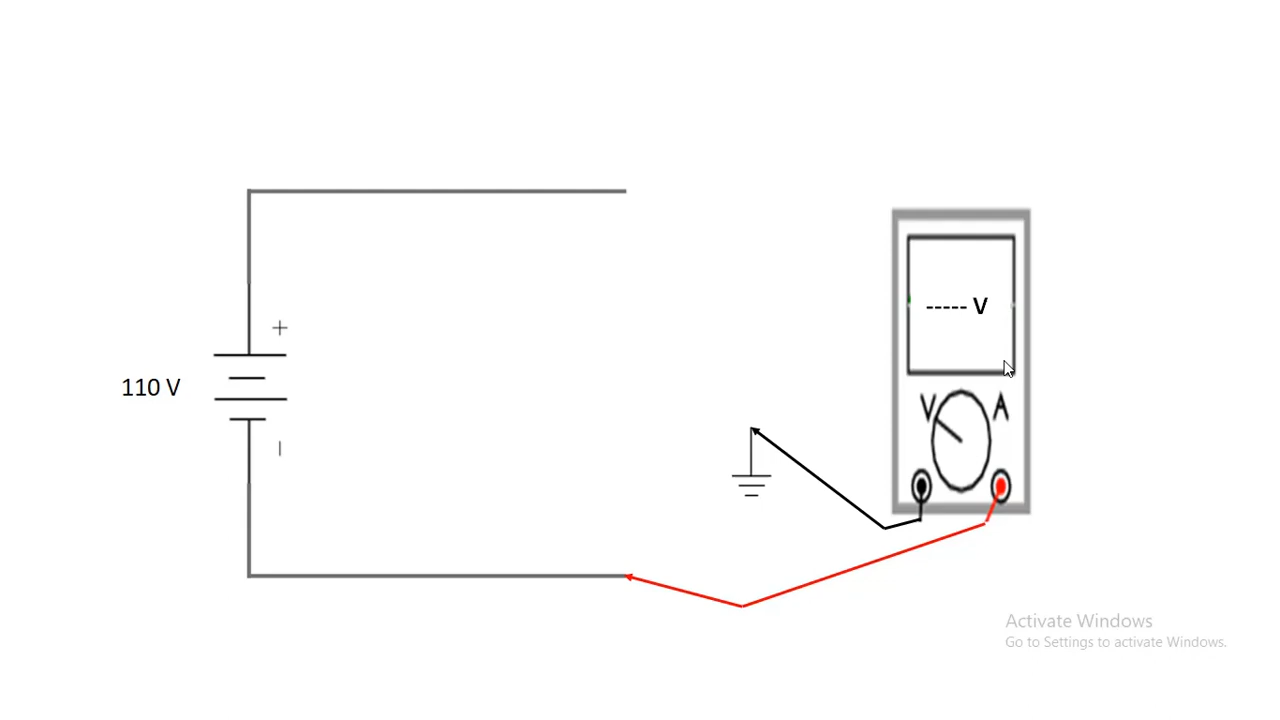 +
----- V
110 V
V A
|
Activate Windows
Go to Settings to activate Windows.